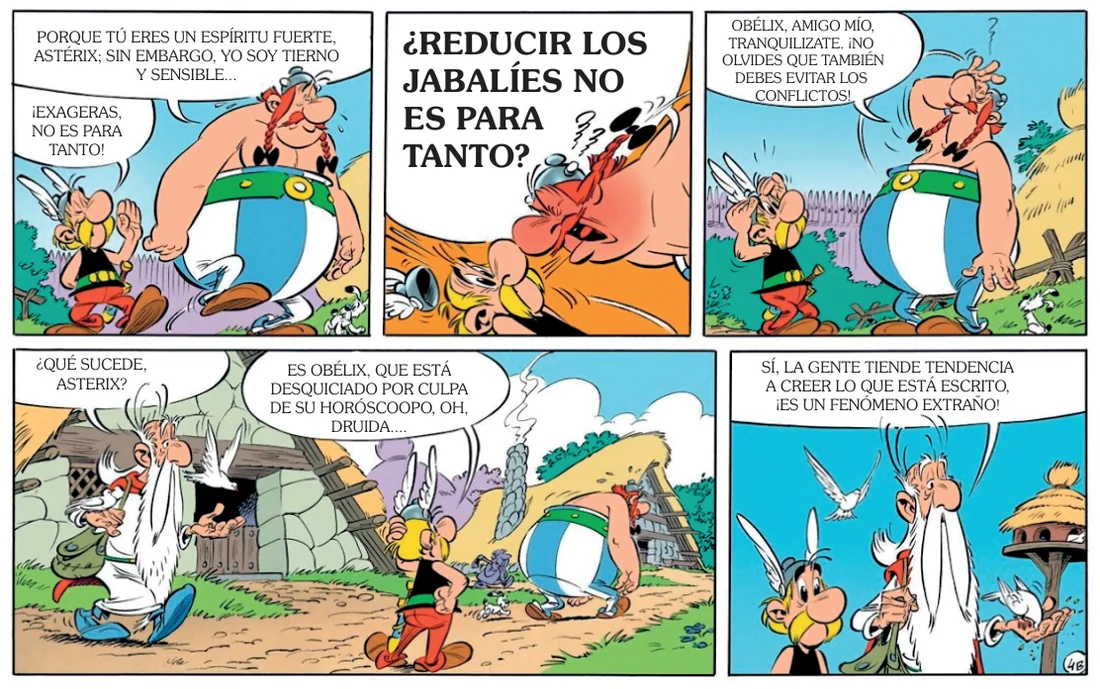 PORQUE TÚ ERES UN ESPÍRITU FUERTE,
ASTÉRIX; SIN EMBARGO, YO SOY TIERNO
Y SENSIBLE...
¡EXAGERAS,
NO ES PARA
TANTO!
¿REDUCIR LOS
JABALÍES NO
ES PARA
TANTO?
OBÉLIX, AMIGO MÍO,
TRANQUILIZATE. ¡NO
OLVIDES QUE TAMBIÉN
DEBES EVITAR LOS
CONFLICTOS!
?
¿QUÉ SUCEDE,
ASTERIX?
ES OBÉLIX, QUE ESTÁ
DESQUICIADO POR CULPA
DE SU HORÓSCOOPO, OH,
DRUIDA....
SÍ, LA GENTE TIENDE TENDENCIA
A CREER LO QUE ESTÁ ESCRITO,
¡ES UN FENÓMENO EXTRAÑO!
4B